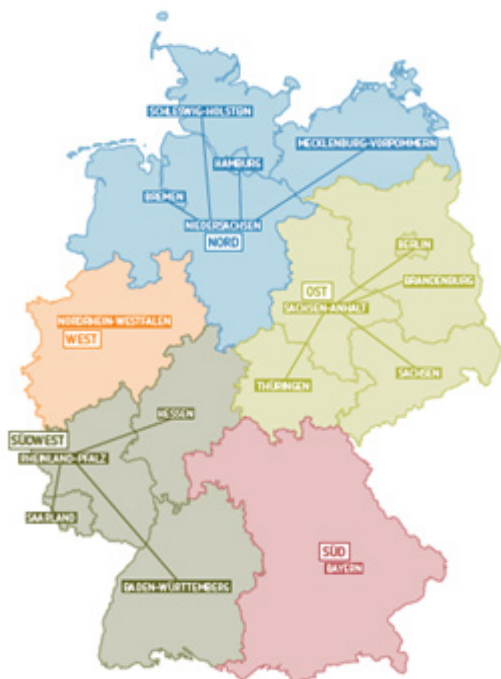 SCHLESWIG-HOLSTEIN
MECKLENBURG-VORPOMMERN
HAMBURG
BREMEN
NIEDERSACHSEN
NORD
BERLIN
BRANDENBURG
OST
SACHSEN-ANHALT
NORDRHEIN-WESTFALEN
WEST
THÜRINGEN
SACHSEN
HESSEN
SÜDWEST
RHEINLAND-PFALZ
SAARLAND
SÜD
BAYERN
BADEN-WÜRTTEMBERG